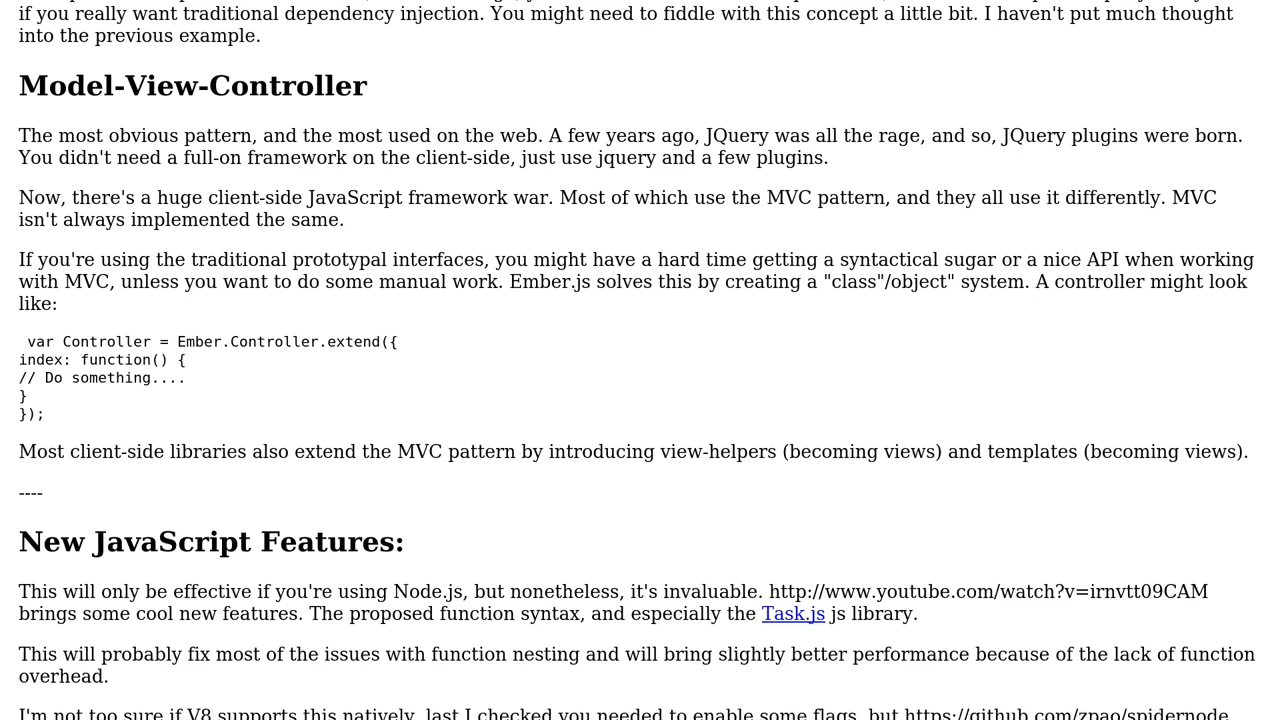 if you really want traditional dependency injection. You might need to fiddle with this concept a little bit. I haven't put much thought
into the previous example.
Model-View-Controller
The most obvious pattern, and the most used on the web. A few years ago, JQuery was all the rage, and so, JQuery plugins were born.
You didn't need a full-on framework on the client-side, just use jquery and a few plugins.
Now, there's a huge client-side JavaScript framework war. Most of which use the MVC pattern, and they all use it differently. MVC
isn't always implemented the same.
If you're using the traditional prototypal interfaces, you might have a hard time getting a syntactical sugar or a nice API when working
with MVC, unless you want to do some manual work. Ember.js solves this by creating a "class"/object" system. A controller might look
like:
var Controller = Ember.Controller.extend({
index: function() {
// Do something....
}
});
Most client-side libraries also extend the MVC pattern by introducing view-helpers (becoming views) and templates (becoming views).
----
New JavaScript Features:
This will only be effective if you're using Node.js, but nonetheless, it's invaluable. http://www.youtube.com/watch?v=irnvtt09CAM
brings some cool new features. The proposed function syntax, and especially the Task.js js library.
This will probably fix most of the issues with function nesting and will bring slightly better performance because of the lack of function
overhead.
I'm not too sure if V8 supports this natively, last I checked you needed to enable some flags, but https://github.com/zpao/spidernode